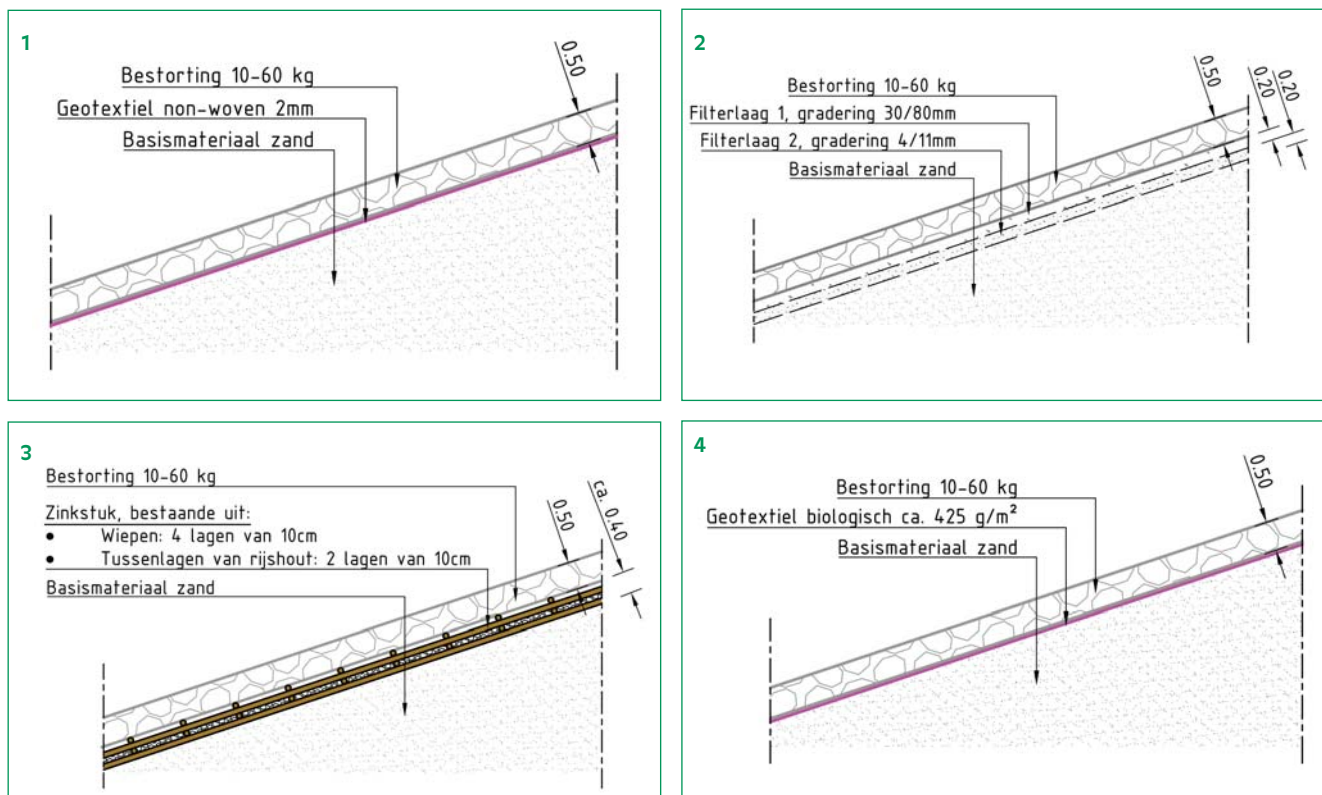 1
0.50
Bestorting 10-60 kg
Geotextiel non-woven 2mm
Basismateriaal zand
2
0.50
0.20
0.20
Bestorting 10-60 kg
Filterlaag 1, gradering 30/80mm
Filterlaag 2, gradering 4/11mm
Basismateriaal zand
3
Bestorting 10-60 kg
0.50
ca. 0.40
Zinkstuk, bestaande uit:
• Wiepen: 4 lagen van 10cm
• Tussenlagen van rijshout: 2 lagen van 10cm
Basismateriaal zand
4
0.50
Bestorting 10-60 kg
Geotextiel biologisch ca. 425 g/m²
Basismateriaal zand